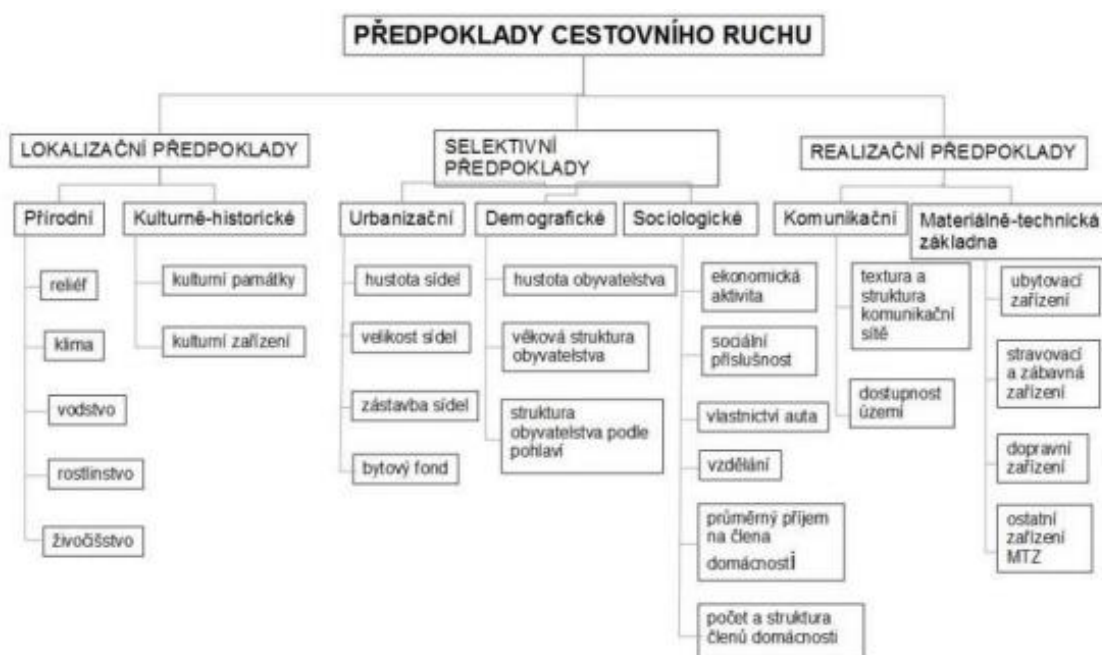 PŘEDPOKLADY CESTOVNÍHO RUCHU
LOKALIZAČNÍ PŘEDPOKLADY
Přírodní
reliéf
klima
vodstvo
rostlinstvo
živočišstvo
Kulturně-historické
kulturní památky
kulturní zařízení
SELEKTIVNÍ
PŘEDPOKLADY
Urbanizační
hustota sídel
velikost sídel
zástavba sídel
bytový fond
Demografické
hustota obyvatelstva
věková struktura
obyvatelstva
struktura
obyvatelstva podle
pohlaví
Sociologické
ekonomická
aktivita
sociální
příslušnost
vlastnictví auta
vzdělání
průměrný příjem
na člena
domácností
počet a struktura
členů domácnosti
REALIZAČNÍ PŘEDPOKLADY
Komunikační
textura a
struktura
komunikační
sítě
dostupnost
území
Materiálně-technická
základna
ubytovací
zařízení
stravovací
a zábavná
zařízení
dopravní
zařízení
ostatní
zařízení
MTZ